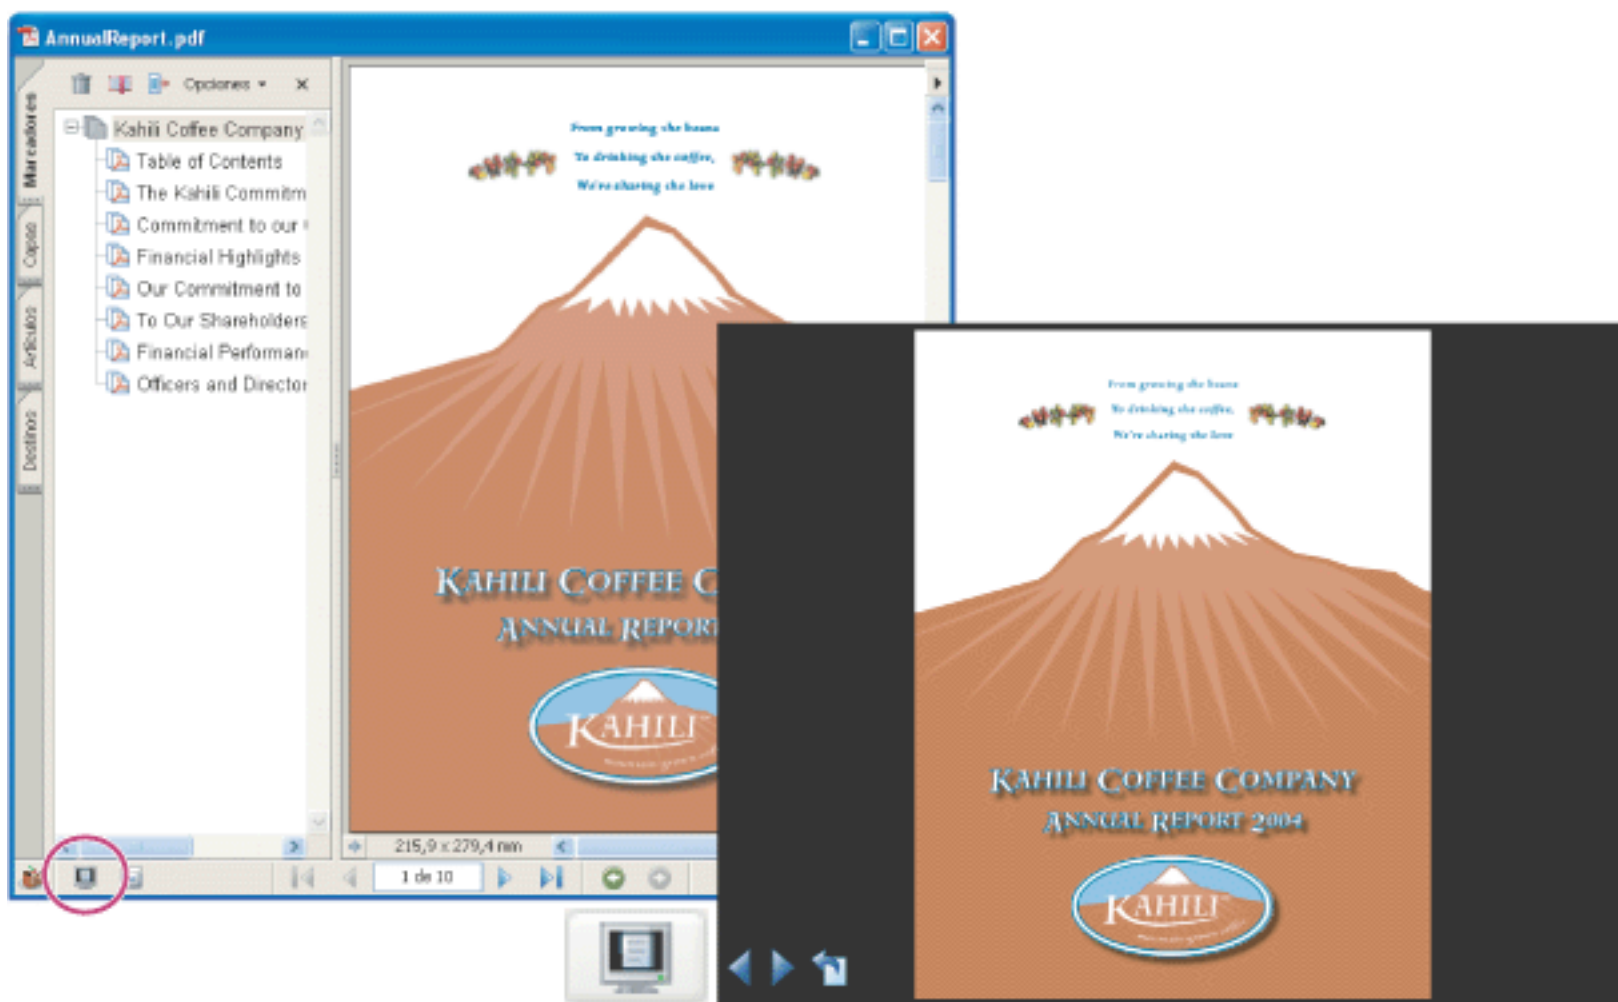 AnnualReport.pdf
Opciones
Marcadores
Capas
Artículos
Destinos
Kahili Coffee Company
Table of Contents
The Kahili Commitm
Commitment to our
Financial Highlights
Our Commitment to
To Our Shareholders
Financial Performan
Officers and Director
From growing the beans
To drinking the coffee,
We're sharing the love
KAHILI COFFEE C
ANNUAL REPORT
KAHILI
215,9 x 279,4 mm
1 de 10
From growing the beans
To drinking the coffee,
We're sharing the love
KAHILI COFFEE COMPANY
ANNUAL REPORT 2004
KAHILI